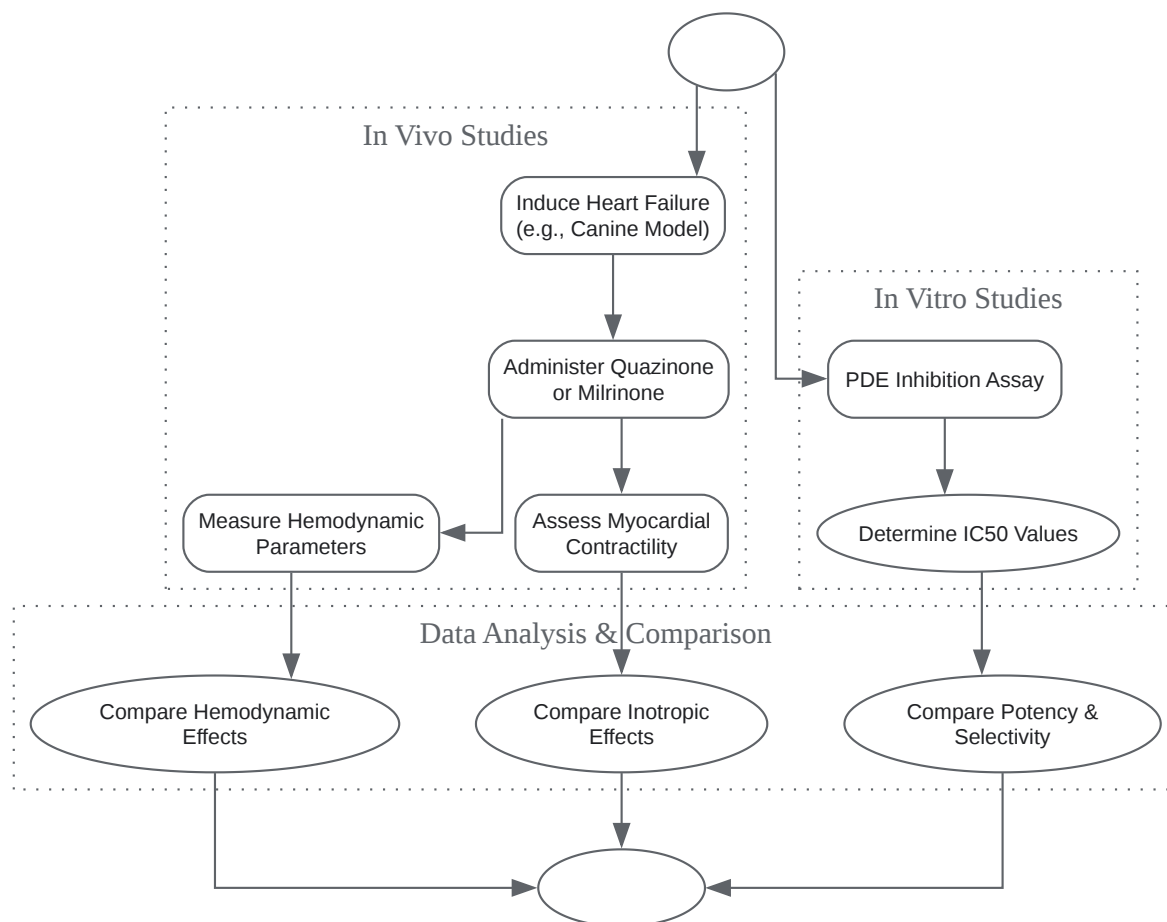 In Vivo Studies
Induce Heart Failure
(e.g., Canine Model)
In Vitro Studies
Administer Quazinone
or Milrinone
PDE Inhibition Assay
Measure Hemodynamic
Parameters
Assess Myocardial
Contractility
Determine IC50 Values
Data Analysis & Comparison
Compare Hemodynamic
Effects
Compare Inotropic
Effects
Compare Potency &
Selectivity